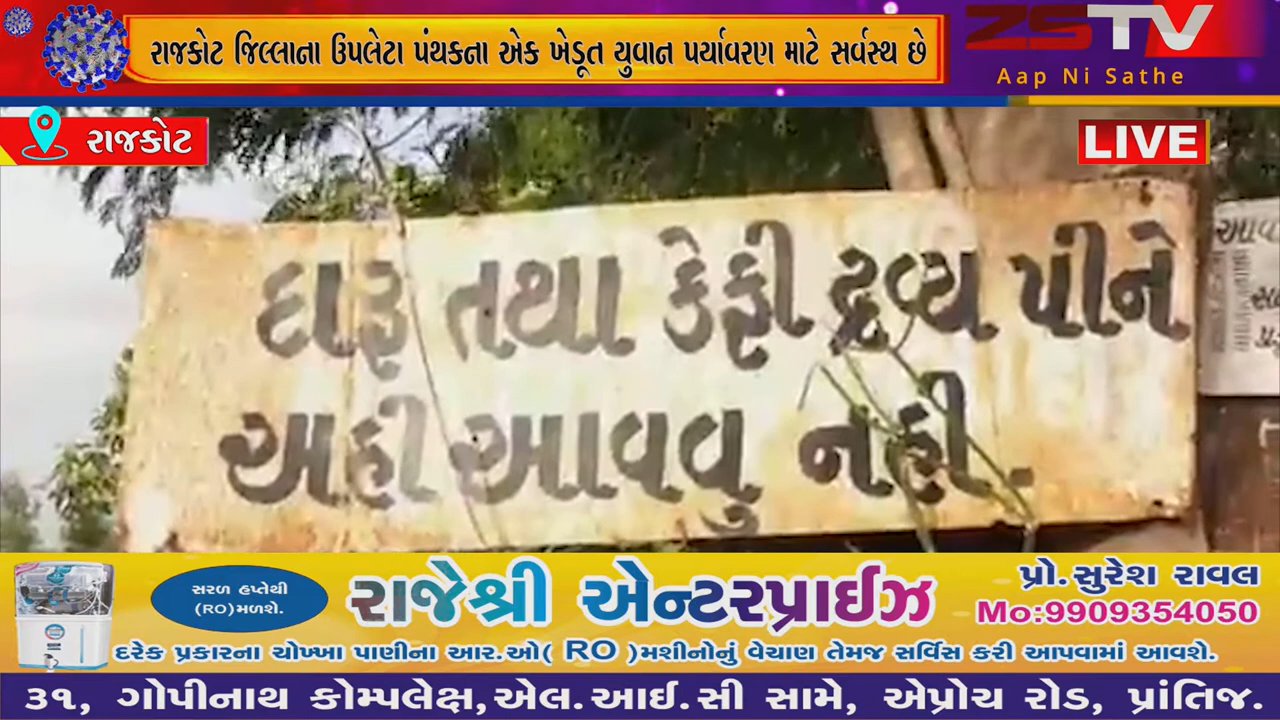 રાજકોટ જિલ્લાના ઉપલેટા પંથકના એક ખેડૂત યુવાન પર્યાવરણ માટે સર્વસ્થ છે
ZSTV
Aap Ni Sathe
રાજકોટ
LIVE
દારૂ તથા કેફી દ્રવ્ય પીને
અહી આવવુ નહી.
આવ
સરળ હપ્તેથી
(RO)મળશે.
રાજેશ્રી એન્ટરપ્રાઈઝ
પ્રો.સુરેશ રાવલ
Mo:9909354050
દરેક પ્રકારના ચોખ્ખા પાણીના આર.ઓ( RO )મશીનોનું વેચાણ તેમજ સર્વિસ કરી આપવામાં આવશે.
૩૧, ગોપીનાથ કોમ્પલેક્ષ,એલ.આઈ.સી સામે, એપ્રોચ રોડ, પ્રાંતિજ.